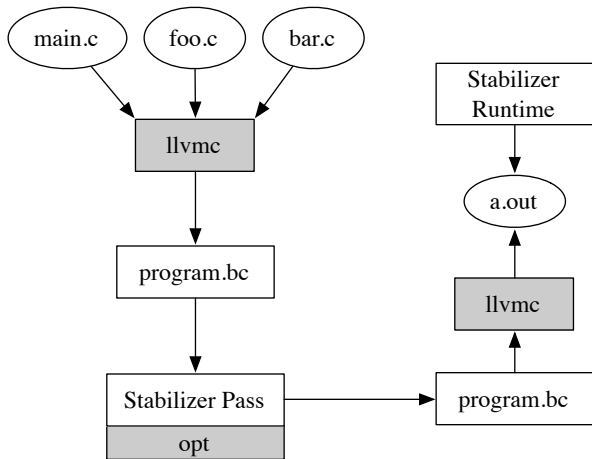 main.c
foo.c
bar.c
llvmc
program.bc
Stabilizer Pass
opt
Stabilizer
Runtime
a.out
llvmc
program.bc